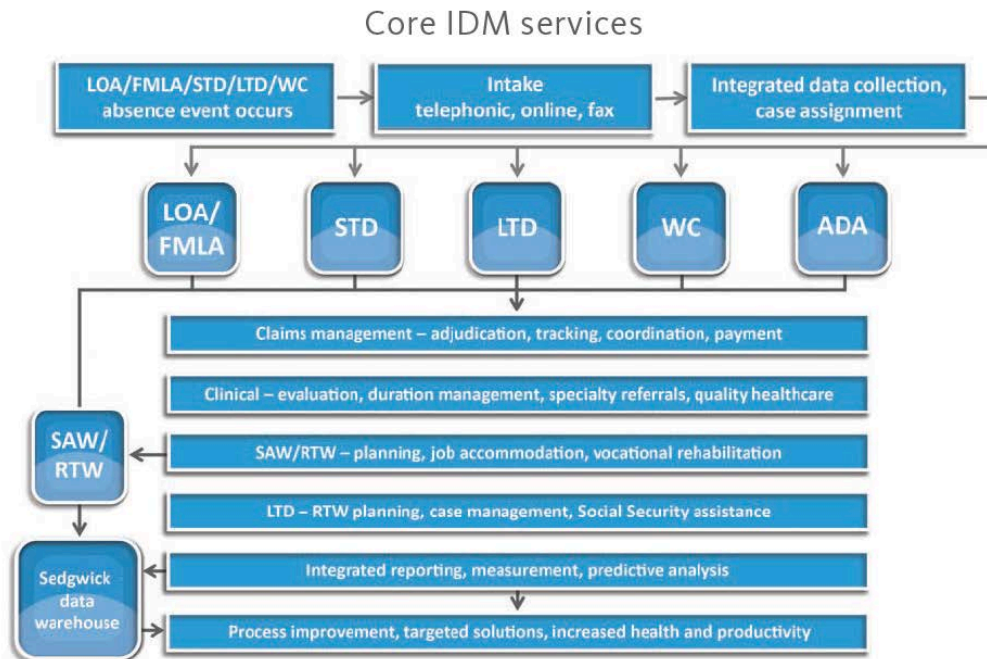 Core IDM services
LOA/FMLA/STD/LTD/WC
absence event occurs
Intake
telephonic, online, fax
Integrated data collection,
case assignment
LOA/
FMLA
STD
LTD
WC
ADA
Claims management – adjudication, tracking, coordination, payment
Clinical – evaluation, duration management, specialty referrals, quality healthcare
SAW/
RTW
SAW/RTW – planning, job accommodation, vocational rehabilitation
LTD – RTW planning, case management, Social Security assistance
Sedgwick
data
warehouse
Integrated reporting, measurement, predictive analysis
Process improvement, targeted solutions, increased health and productivity